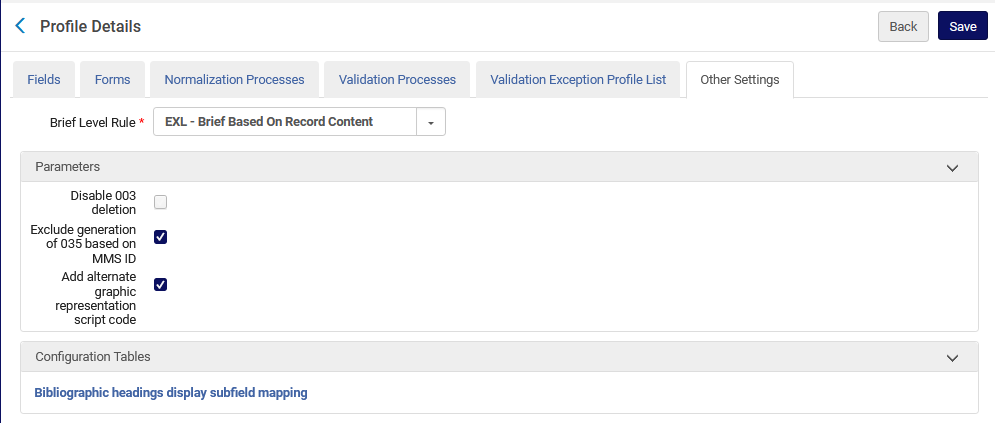 Profile Details
Back
Save
Fields
Forms
Normalization Processes
Validation Processes
Validation Exception Profile List
Other Settings
Brief Level Rule *
EXL - Brief Based On Record Content
Parameters
Disable 003
deletion
Exclude generation
of 035 based on
MMS ID
Add alternate
graphic
representation
script code
Configuration Tables
Bibliographic headings display subfield mapping